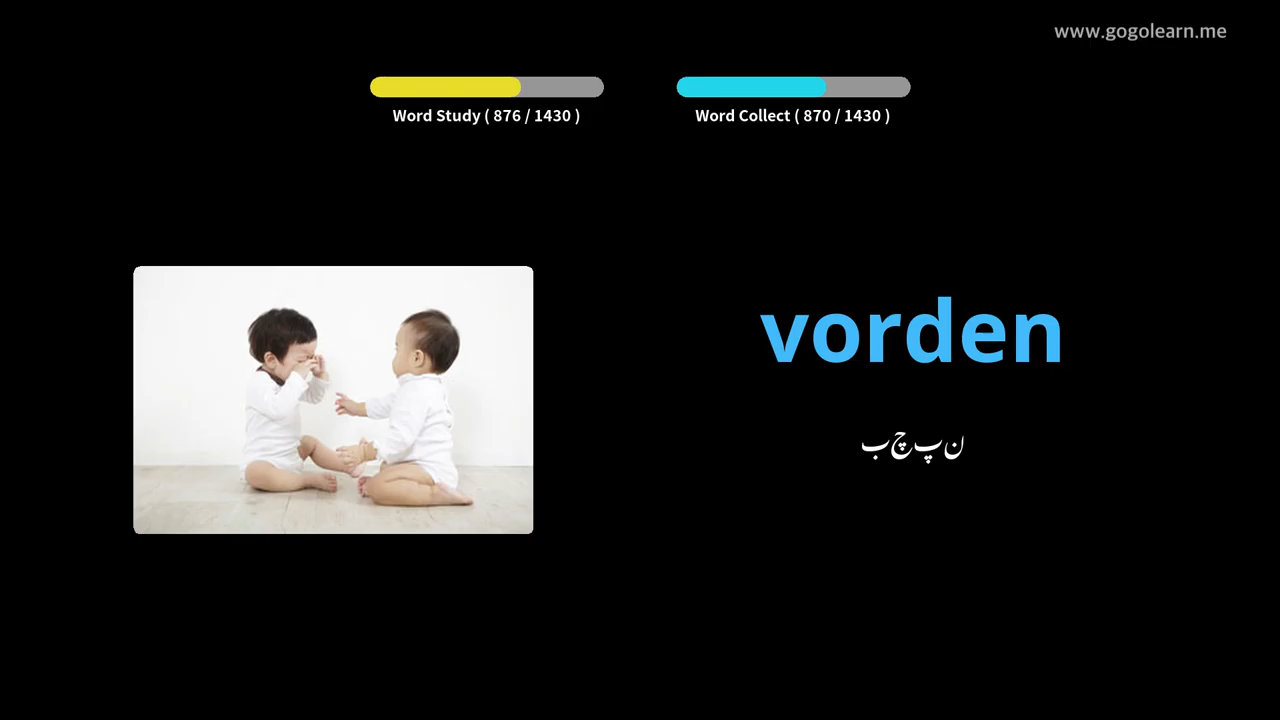 www.gogolearn.me
Word Study ( 876 / 1430 )
Word Collect ( 870 / 1430 )
vorden
ن پ چ ب